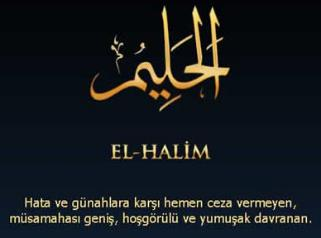 الحليم
EL-HALİM
Hata ve günahlara karşı hemen ceza vermeyen,
müsamahası geniş, hoşgörülü ve yumuşak davranan.